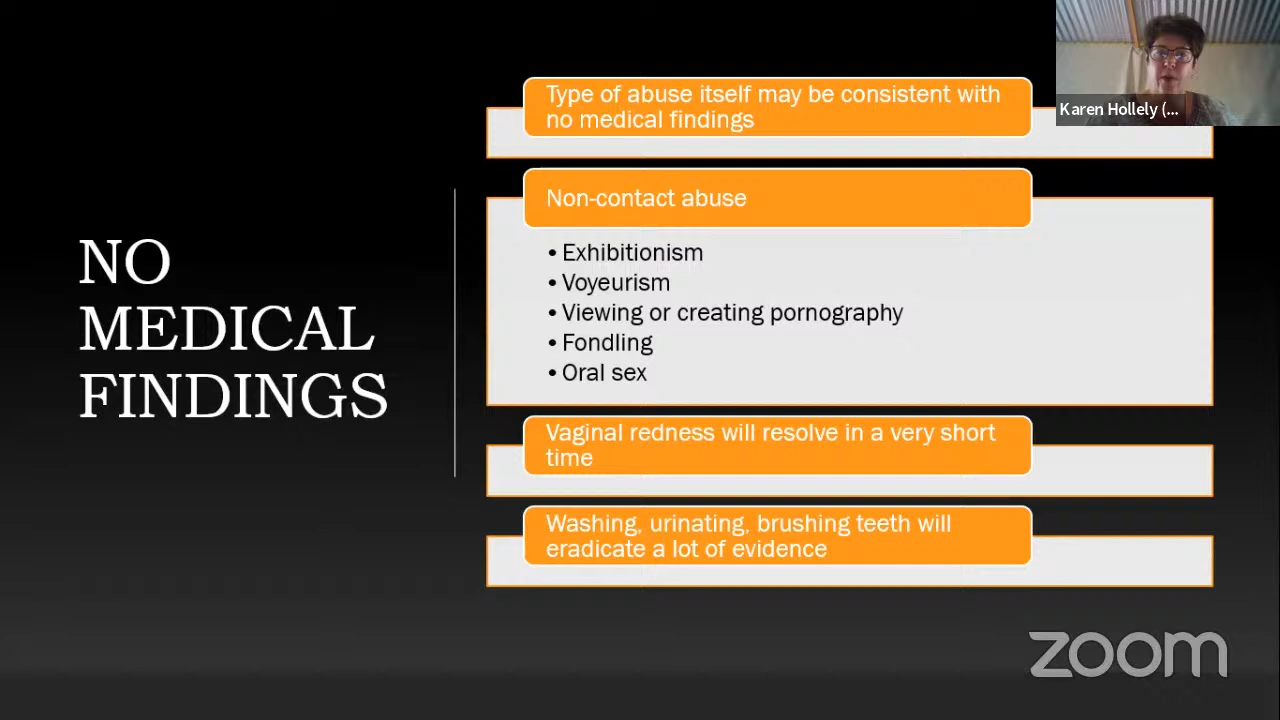 NO
MEDICAL
FINDINGS
Type of abuse itself may be consistent with
no medical findings
Non-contact abuse
• Exhibitionism
• Voyeurism
• Viewing or creating pornography
• Fondling
• Oral sex
Vaginal redness will resolve in a very short
time
Washing, urinating, brushing teeth will
eradicate a lot of evidence
Karen Hollely (...
zoom